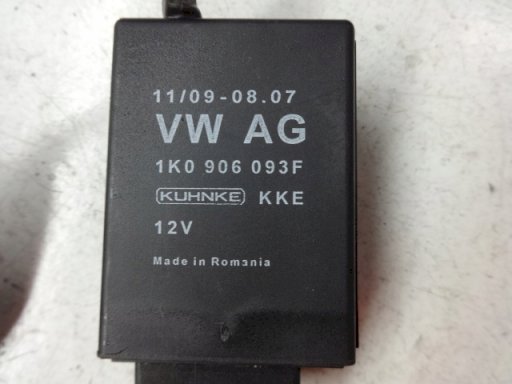 11/09-08.07
VW AG
1K0 906 093F
KUHNKE KKE
12V
Made in Romania